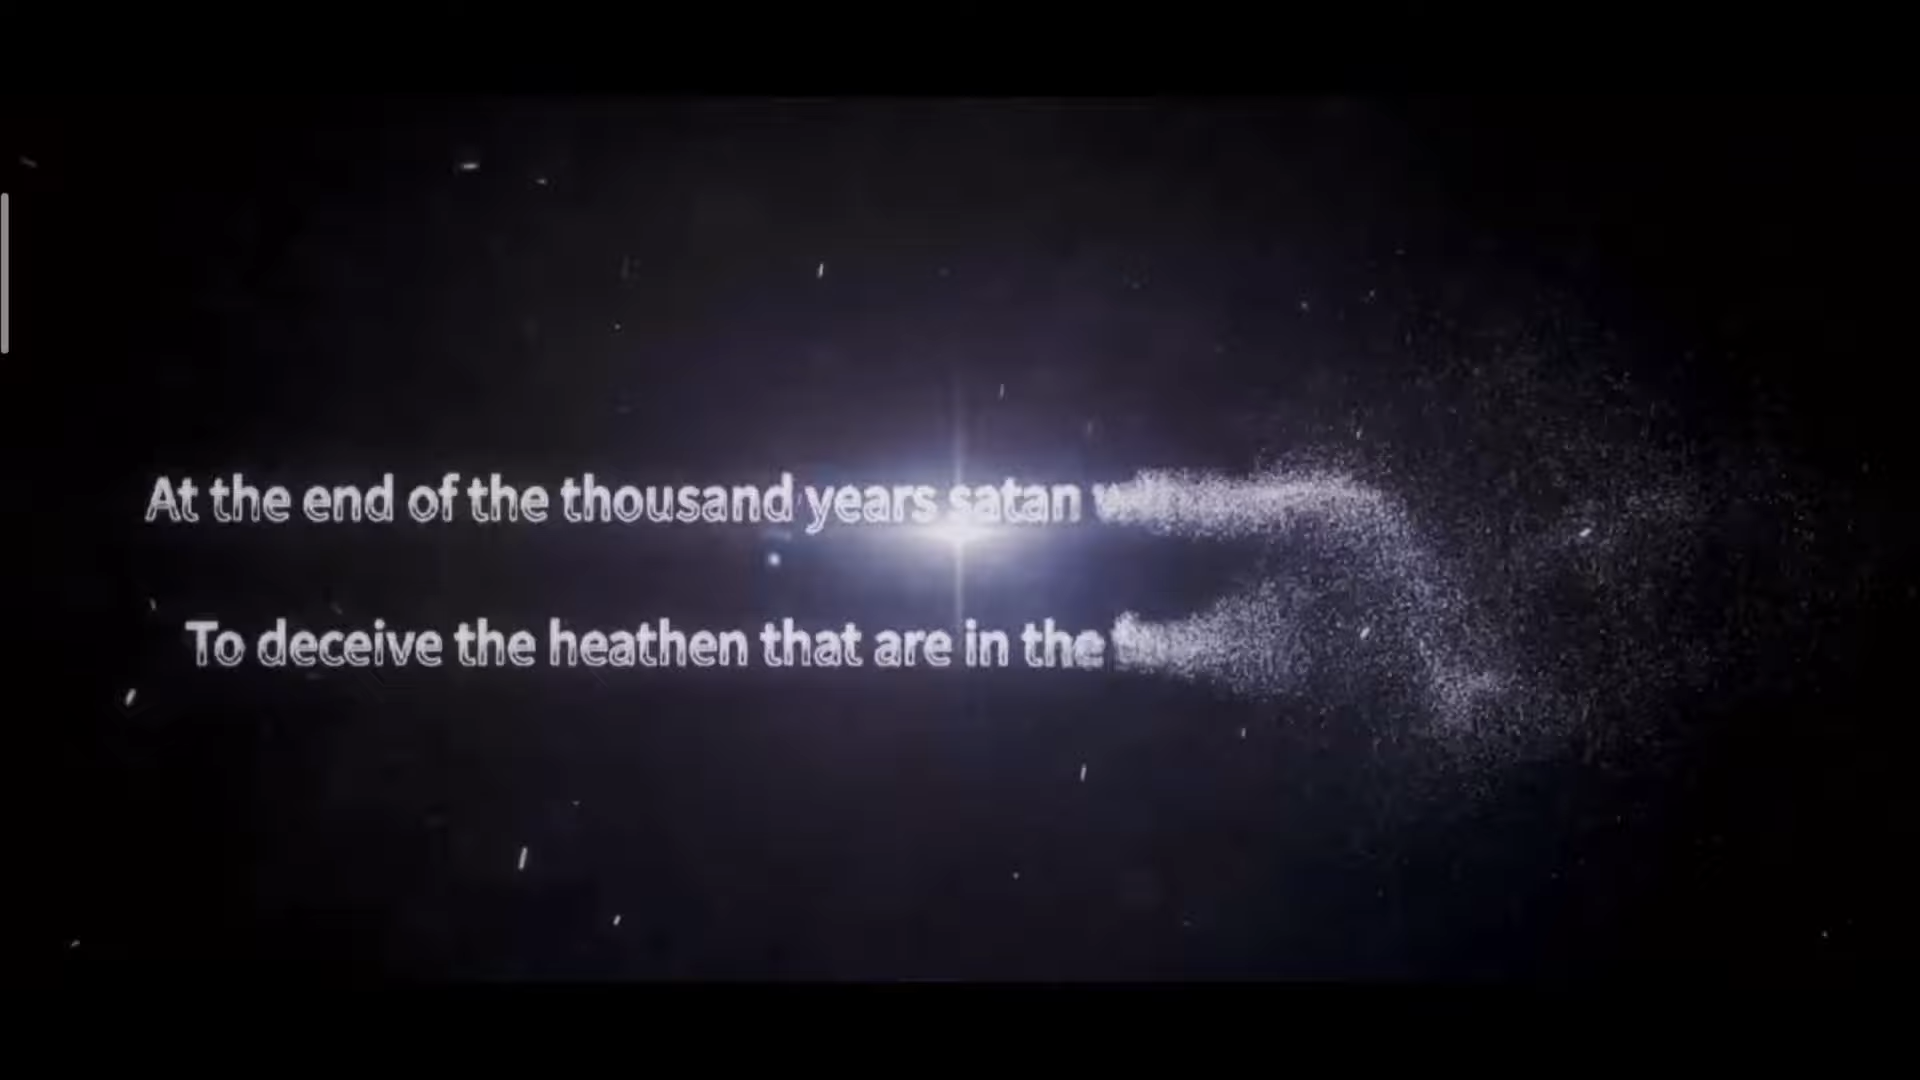 At the end of the thousand years satan
To deceive the heathen that are in the